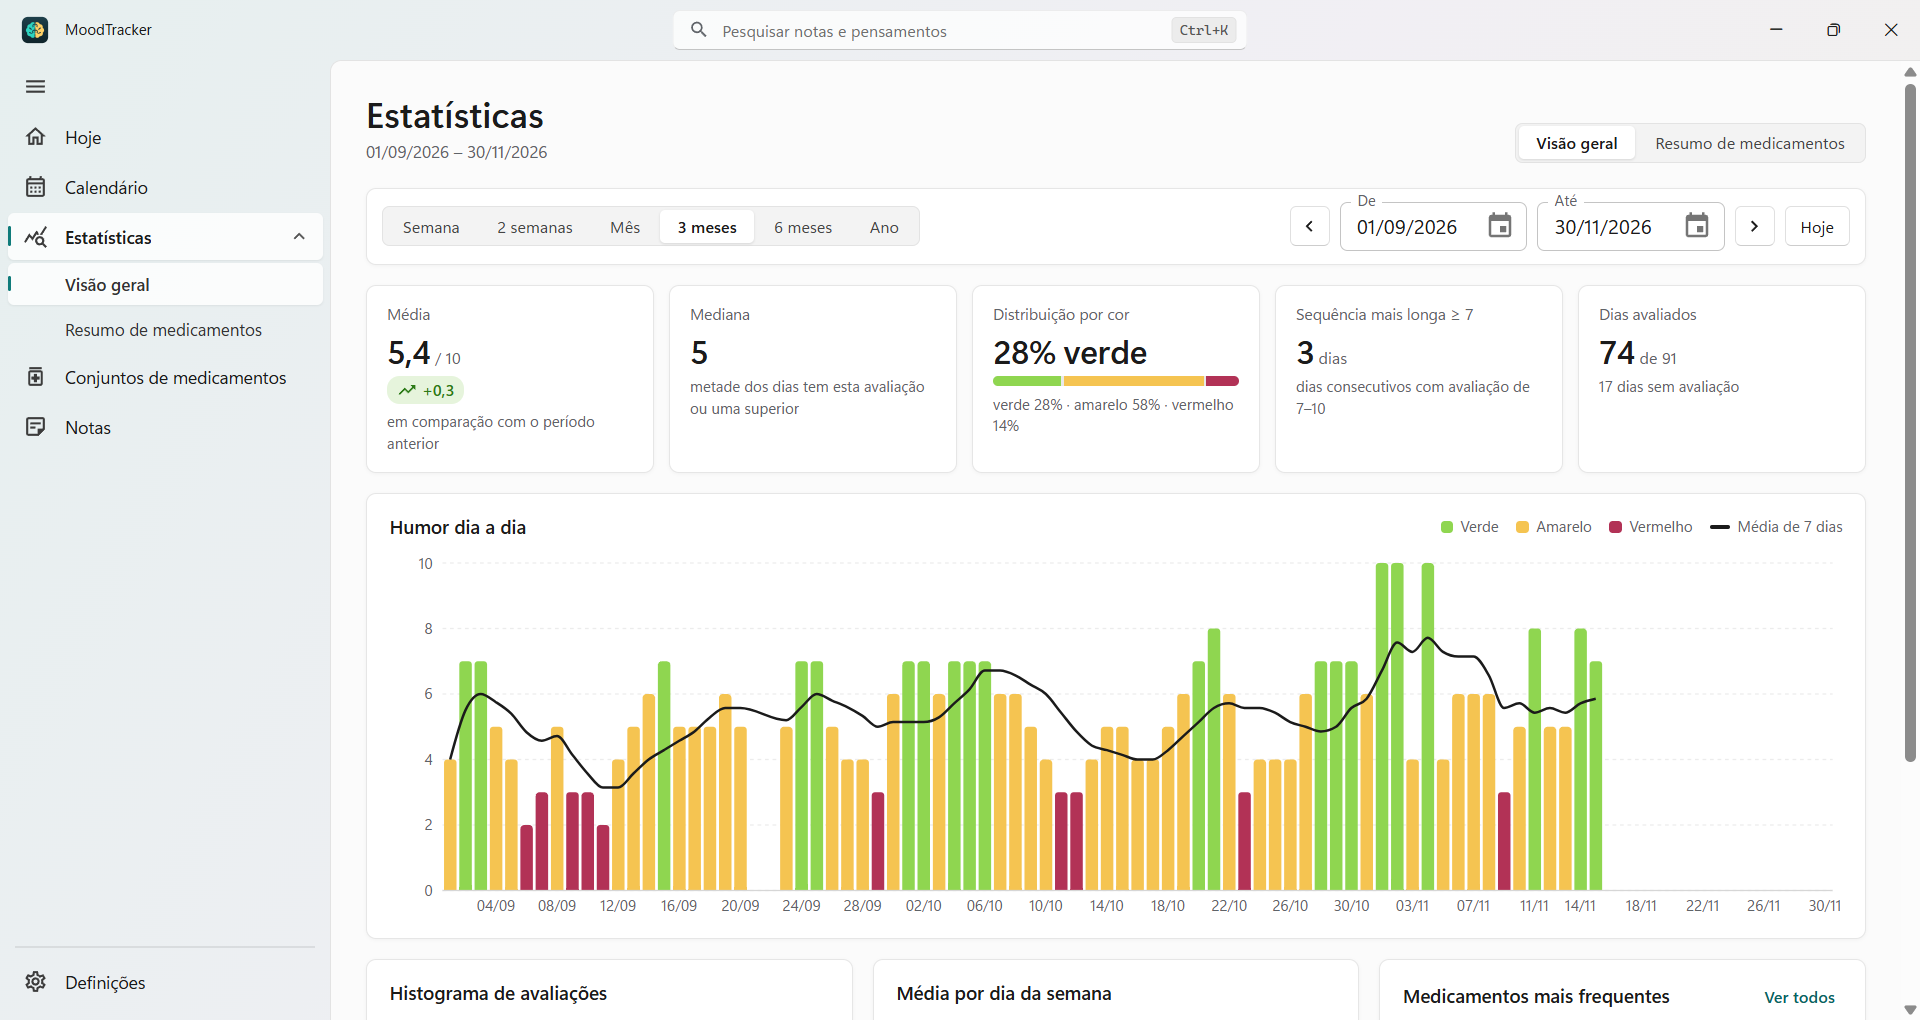 MoodTracker
Pesquisar notas e pensamentos
Ctrl+K
Hoje
Calendário
Estatísticas
Visão geral
Resumo de medicamentos
Conjuntos de medicamentos
Notas
Definições
Estatísticas
01/09/2026 – 30/11/2026
Visão geral
Resumo de medicamentos
Semana
2 semanas
Mês
3 meses
6 meses
Ano
De
01/09/2026
Até
30/11/2026
Hoje
Média
5,4 / 10
+0,3
em comparação com o período
anterior
Mediana
5
metade dos dias tem esta avaliação
ou uma superior
Distribuição por cor
28% verde
verde 28% · amarelo 58% · vermelho
14%
Sequência mais longa ≥ 7
3 dias
dias consecutivos com avaliação de
7–10
Dias avaliados
74 de 91
17 dias sem avaliação
Humor dia a dia
Verde
Amarelo
Vermelho
Média de 7 dias
10
8
6
4
2
0
04/09
08/09
12/09
16/09
20/09
24/09
28/09
02/10
06/10
10/10
14/10
18/10
22/10
26/10
30/10
03/11
07/11
11/11
14/11
18/11
22/11
26/11
30/11
Histograma de avaliações
Média por dia da semana
Medicamentos mais frequentes
Ver todos